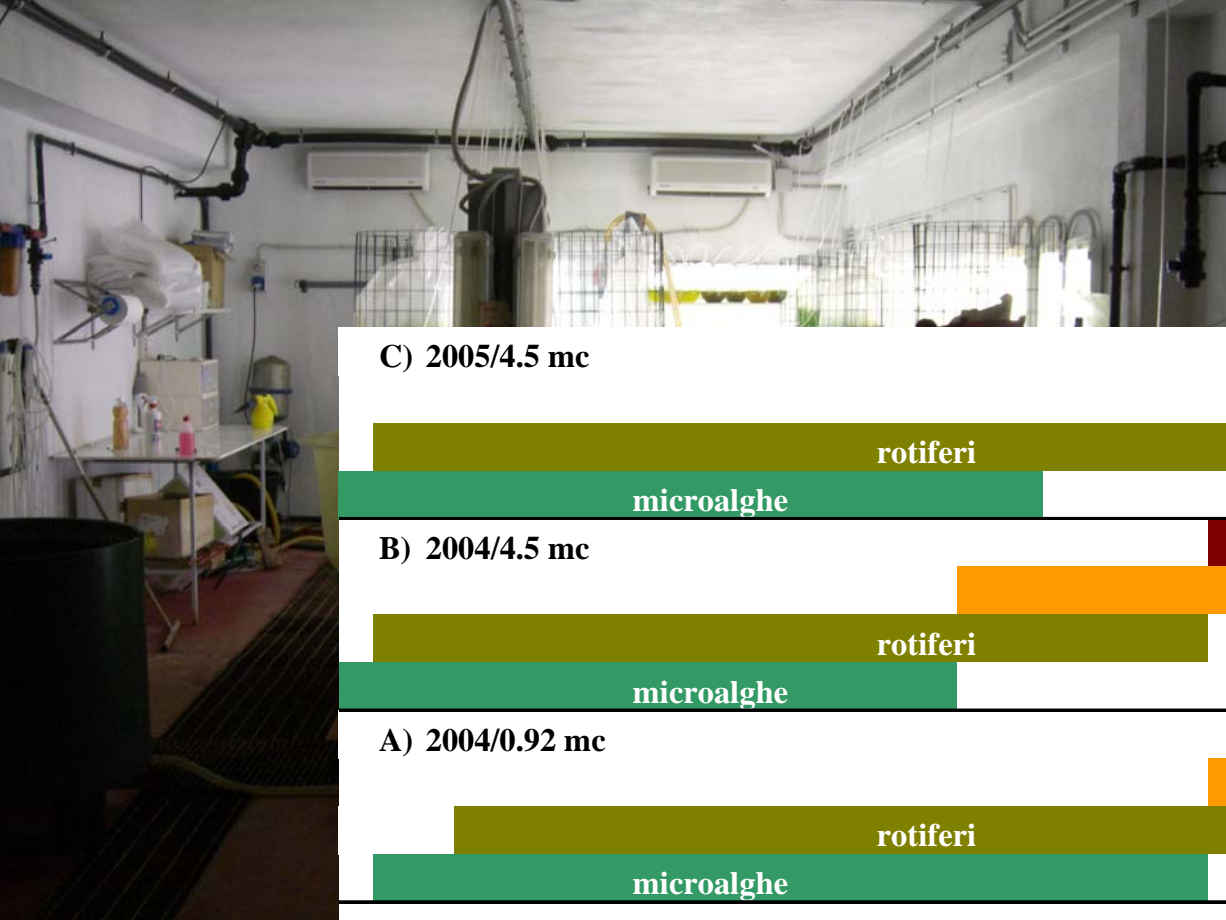 C) 2005/4.5 mc
rotiferi
microalghe
B) 2004/4.5 mc
rotiferi
microalghe
A) 2004/0.92 mc
rotiferi
microalghe